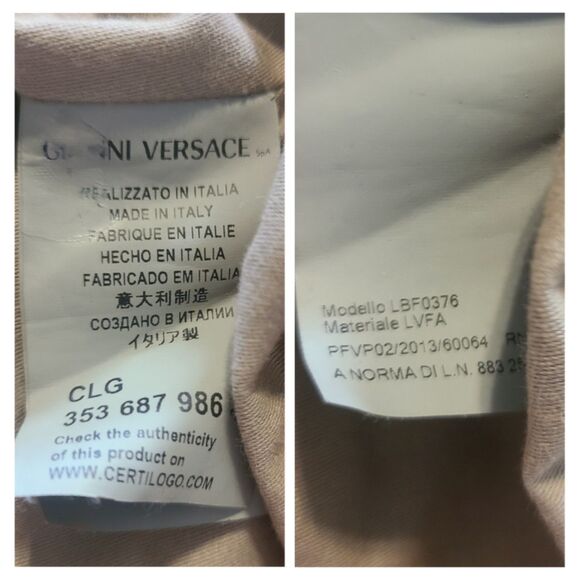 VERSACE SpA
REALIZZATO IN ITALIA
MADE IN ITALY
FABRIQUE EN ITALIE
HECHO EN ITALIA
FABRICADO EM ITALIA
意大利制造
СОЗДАНО В ИТАЛИИ
イタリア製
CLG
353 687 986
Check the authenticity
of this product on
WWW.CERTILOGO.COM
Modello LBF0376
Materiale LVFA
PFVP02/2013/60064
A NORMA DI L.N. 883